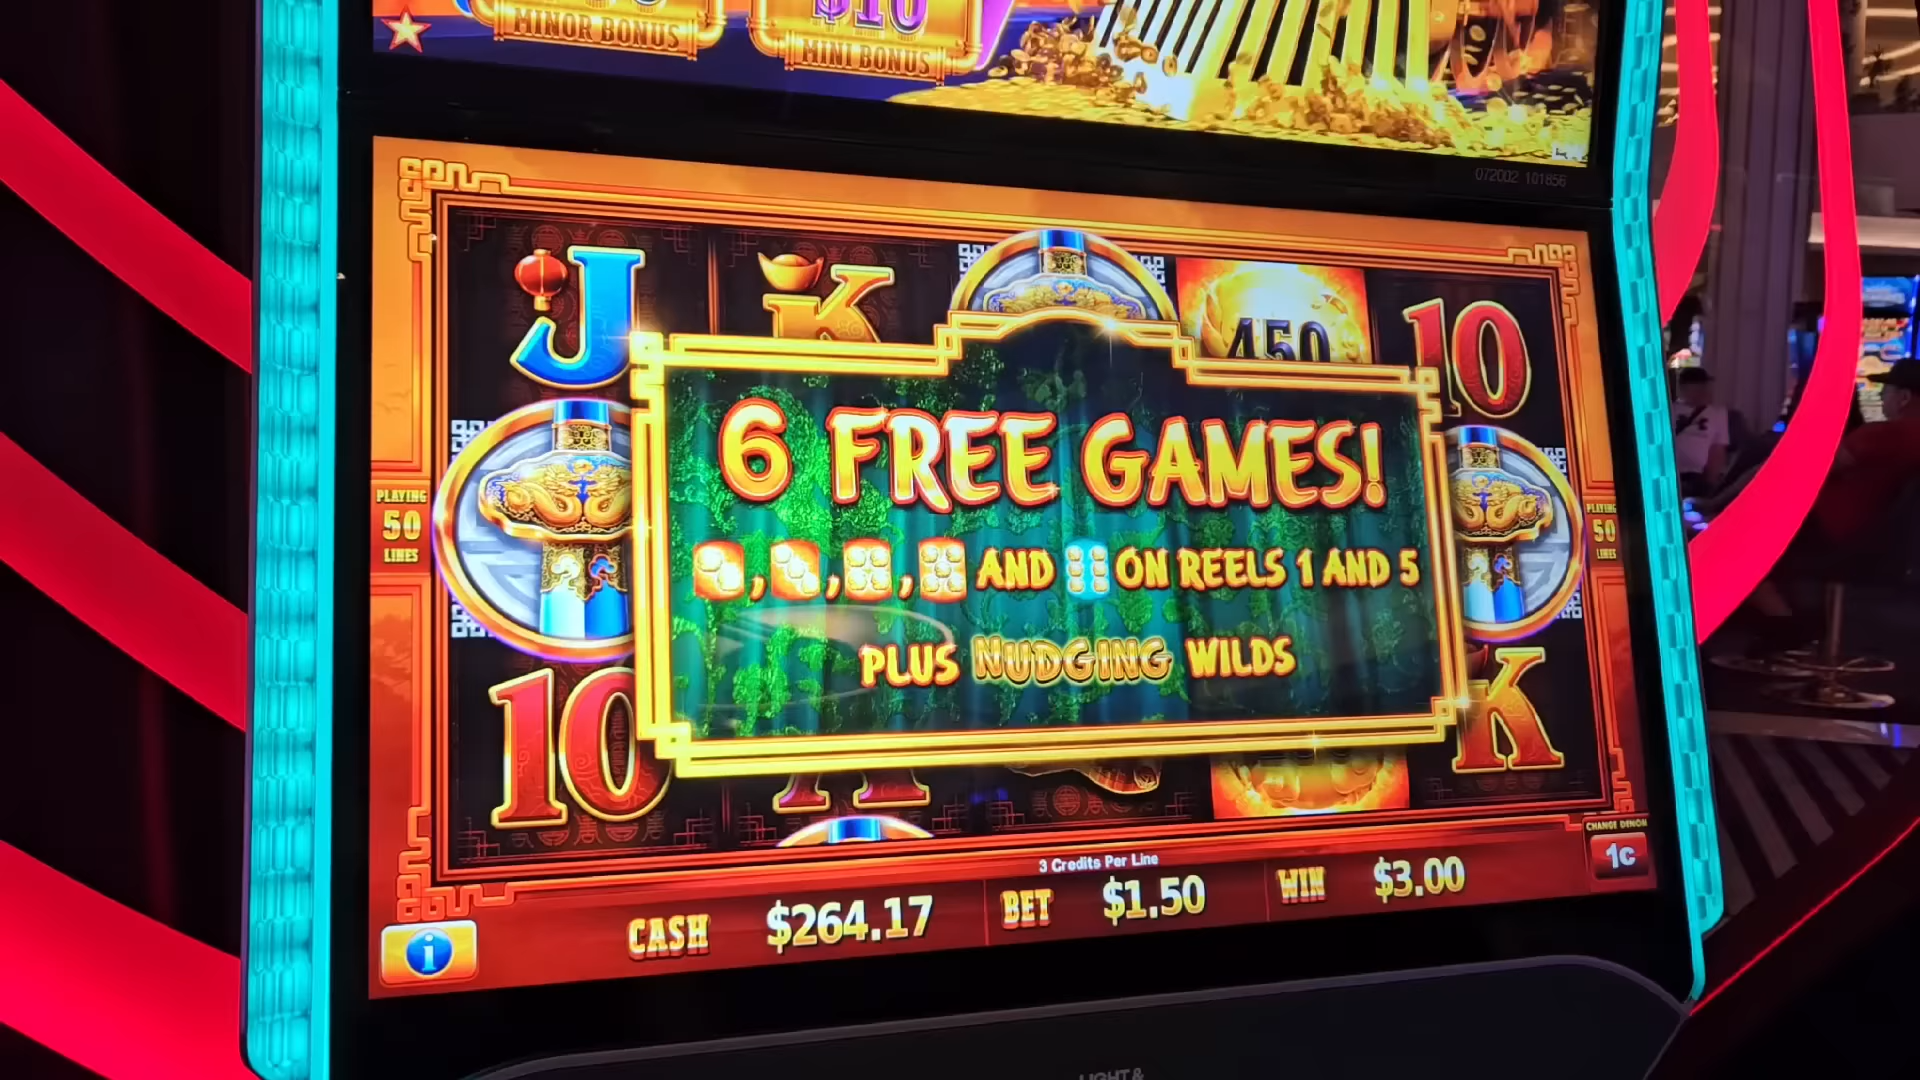 MINOR BONUS
$10
MINI BONUS
072002 101856
J
K
450
10
6 FREE GAMES!
, , , AND ON REELS 1 AND 5
PLUS NUDGING WILDS
PLAYING
50
LINES
PLAYING
50
LINES
10
K
3 Credits Per Line
CASH $264.17
BET $1.50
WIN $3.00
CHANGE DENOM
1¢
i
LIGHT &